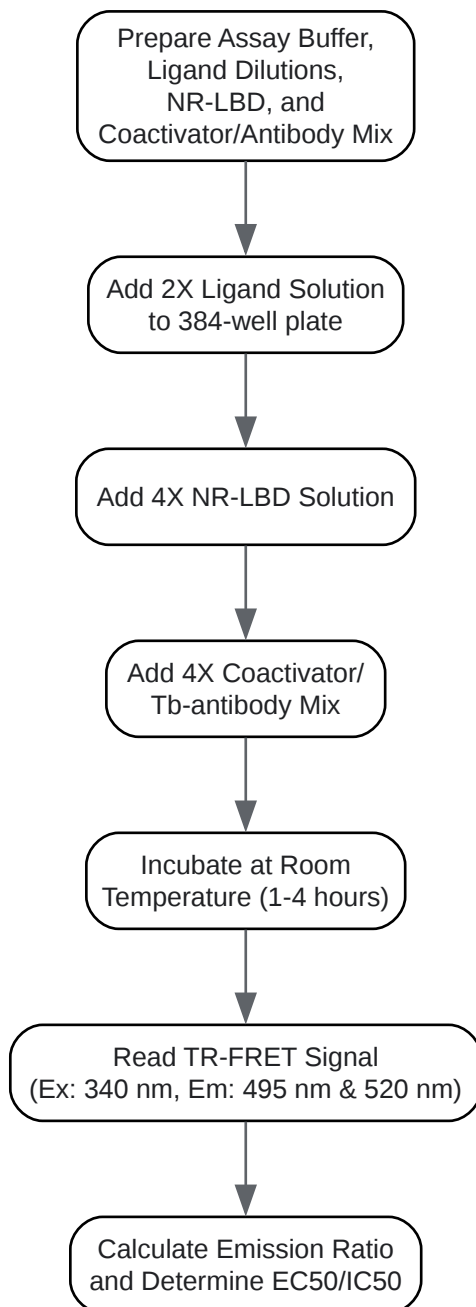 Prepare Assay Buffer,
Ligand Dilutions,
NR-LBD, and
Coactivator/Antibody Mix
Add 2X Ligand Solution
to 384-well plate
Add 4X NR-LBD Solution
Add 4X Coactivator/
Tb-antibody Mix
Incubate at Room
Temperature (1-4 hours)
Read TR-FRET Signal
(Ex: 340 nm, Em: 495 nm & 520 nm)
Calculate Emission Ratio
and Determine EC50/IC50